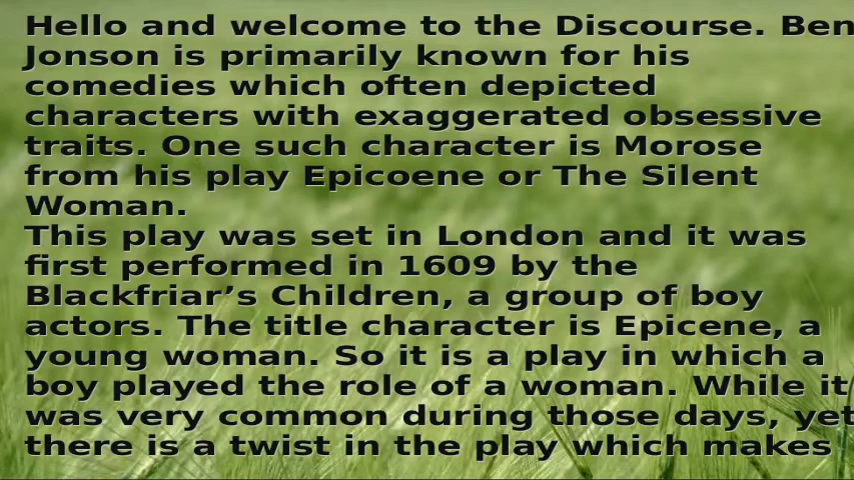 Hello and welcome to the Discourse. Ben
Jonson is primarily known for his
comedies which often depicted
characters with exaggerated obsessive
traits. One such character is Morose
from his play Epicoene or The Silent
Woman.
This play was set in London and it was
first performed in 1609 by the
Blackfriar’s Children, a group of boy
actors. The title character is Epicene, a
young woman. So it is a play in which a
boy played the role of a woman. While it
was very common during those days, yet
there is a twist in the play which makes